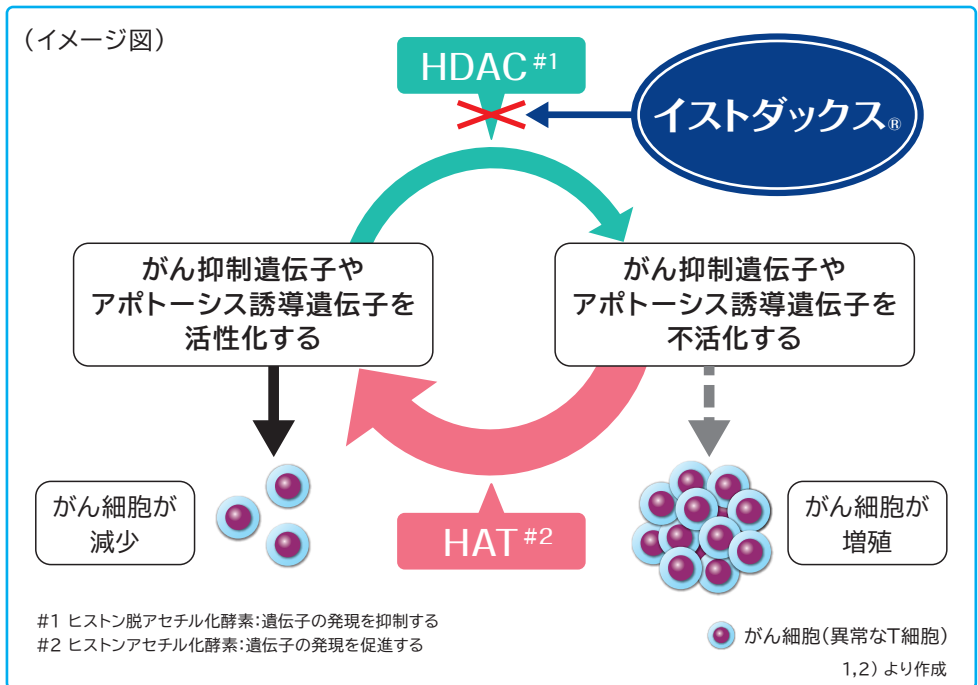 （イメージ図）
HDAC#1
イストダックス®
がん抑制遺伝子や
アポトーシス誘導遺伝子を
活性化する
がん抑制遺伝子や
アポトーシス誘導遺伝子を
不活化する
がん細胞が
減少
HAT#2
がん細胞が
増殖
#1 ヒストン脱アセチル化酵素：遺伝子の発現を抑制する
#2 ヒストンアセチル化酵素：遺伝子の発現を促進する
がん細胞（異常なT細胞）
1,2）より作成